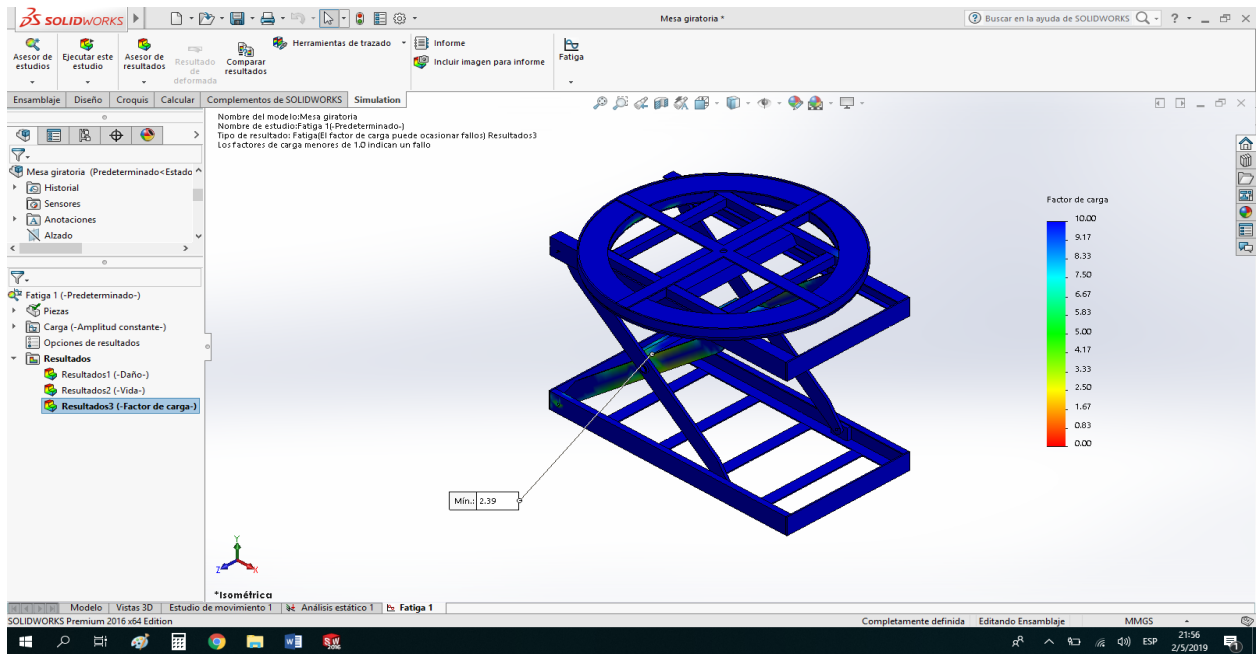 SOLIDWORKS
Mesa giratoria *
Buscar en la ayuda de SOLIDWORKS
Asesor de estudios
Ejecutar este estudio
Asesor de resultados
Resultado de deformada
Comparar resultados
Herramientas de trazado
Informe
Incluir imagen para informe
Fatiga
Ensamblaje
Diseño
Croquis
Calcular
Complementos de SOLIDWORKS
Simulation
Nombre del modelo:Mesa giratoria
Nombre de estudio:Fatiga 1(-Predeterminado-)
Tipo de resultado: Fatiga(El factor de carga puede ocasionar fallos) Resultados3
Los factores de carga menores de 1.0 indican un fallo
Mesa giratoria (Predeterminado<Estado
Historial
Sensores
Anotaciones
Alzado
Fatiga 1 (-Predeterminado-)
Piezas
Carga (-Amplitud constante-)
Opciones de resultados
Resultados
Resultados1 (-Daño-)
Resultados2 (-Vida-)
Resultados3 (-Factor de carga-)
Factor de carga
10.00
9.17
8.33
7.50
6.67
5.83
5.00
4.17
3.33
2.50
1.67
0.83
0.00
Mín.: 2.39
Y
Z
X
*Isométrica
Modelo
Vistas 3D
Estudio de movimiento 1
Análisis estático 1
Fatiga 1
SOLIDWORKS Premium 2016 x64 Edition
Completamente definida
Editando Ensamblaje
MMGS
ESP
21:56
2/5/2019